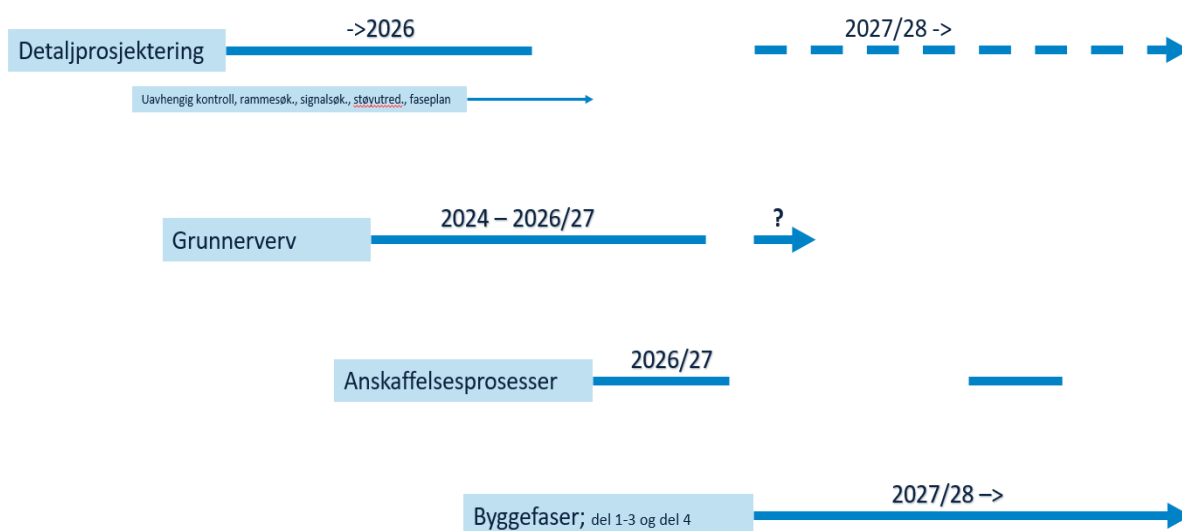 ->2026
2027/28 ->
Detaljprosjektering
Uavhengig kontroll, rammesøk., signalsøk., støyutred., faseplan
2024 – 2026/27
?
Grunnerverv
2026/27
Anskaffelsesprosesser
2027/28 –>
Byggefaser; del 1-3 og del 4